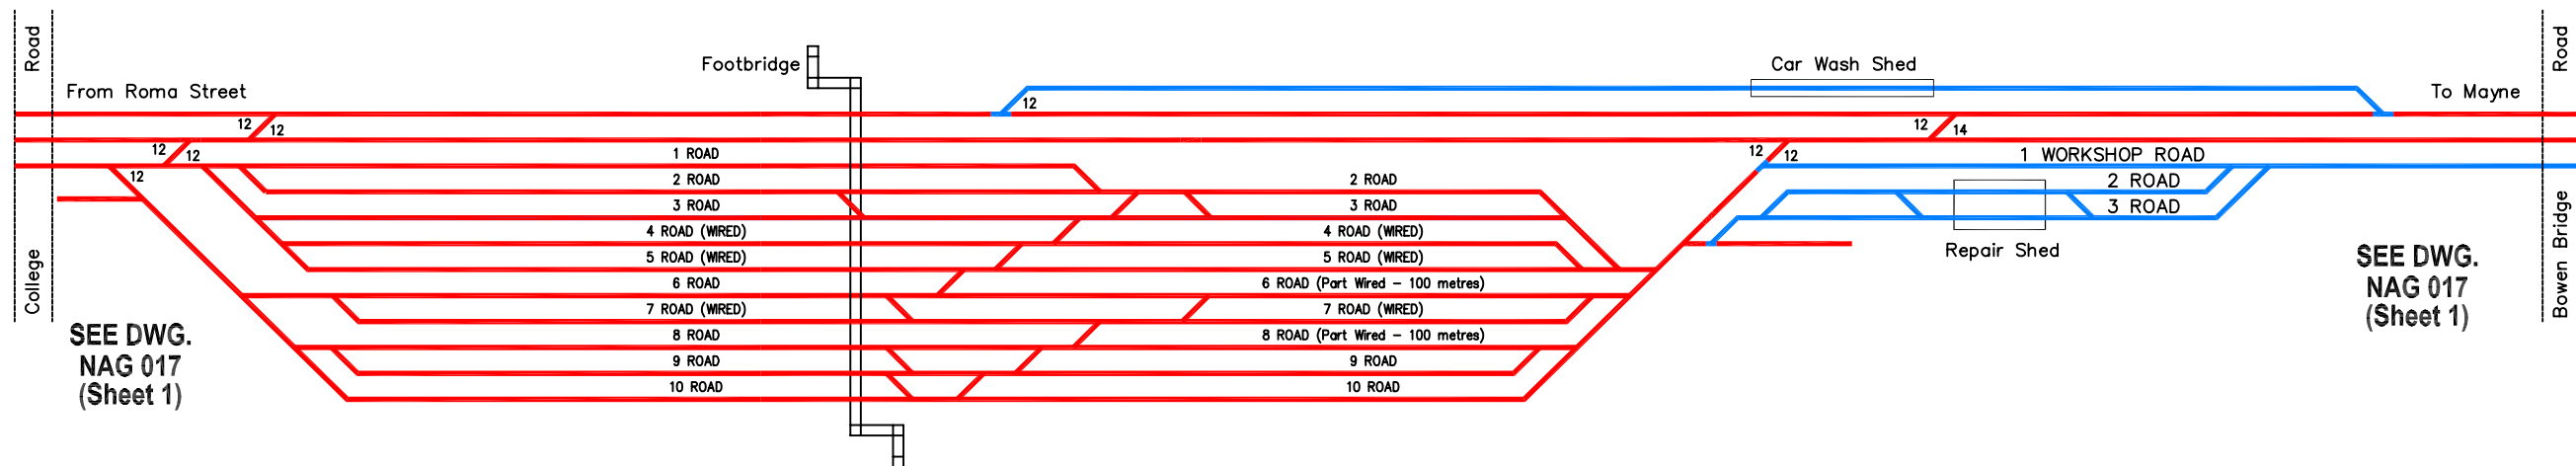 Road
College
From Roma Street
Footbridge
Car Wash Shed
To Mayne
Road
Bowen Bridge
12
12
12
12
12
12
12
14
12
12
1 ROAD
2 ROAD
3 ROAD
4 ROAD (WIRED)
5 ROAD (WIRED)
6 ROAD
7 ROAD (WIRED)
8 ROAD
9 ROAD
10 ROAD
2 ROAD
3 ROAD
4 ROAD (WIRED)
5 ROAD (WIRED)
6 ROAD (Part Wired - 100 metres)
7 ROAD (WIRED)
8 ROAD (Part Wired - 100 metres)
9 ROAD
10 ROAD
1 WORKSHOP ROAD
2 ROAD
3 ROAD
Repair Shed
SEE DWG.
NAG 017
(Sheet 1)
SEE DWG.
NAG 017
(Sheet 1)